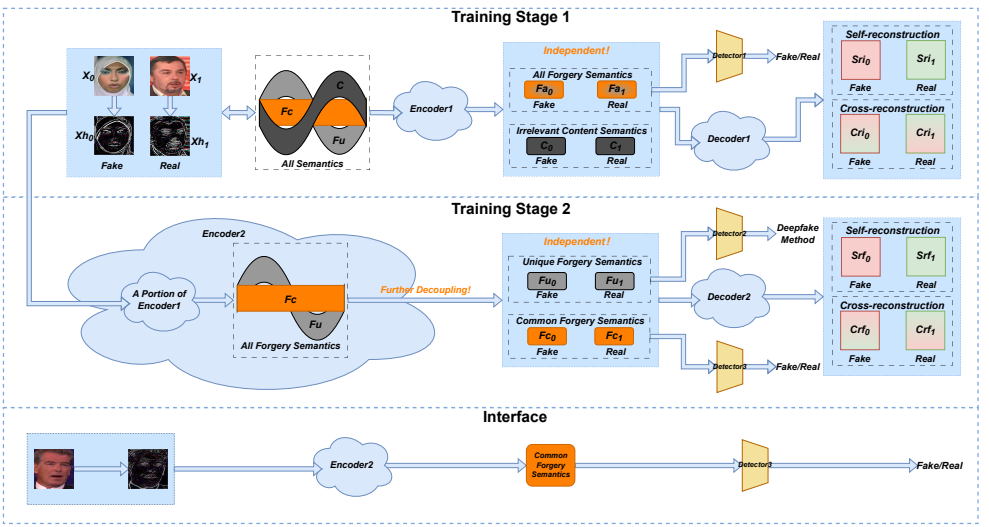 Training Stage 1
X0
X1
Xh0
Xh1
Fake
Real
C
Fc
Fu
All Semantics
Encoder1
Independent!
All Forgery Semantics
Fa0
Fa1
Fake
Real
Irrelevant Content Semantics
C0
C1
Fake
Real
Detector1
Fake/Real
Decoder1
Self-reconstruction
Sri0
Sri1
Fake
Real
Cross-reconstruction
Cri0
Cri1
Fake
Real
Training Stage 2
Encoder2
A Portion of
Encoder1
Fc
Fu
All Forgery Semantics
Further Decoupling!
Independent!
Unique Forgery Semantics
Fu0
Fu1
Fake
Real
Common Forgery Semantics
Fc0
Fc1
Fake
Real
Detector2
Deepfake
Method
Decoder2
Detector3
Fake/Real
Self-reconstruction
Srf0
Srf1
Fake
Real
Cross-reconstruction
Crf0
Crf1
Fake
Real
Interface
Encoder2
Common
Forgery
Semantics
Detector3
Fake/Real